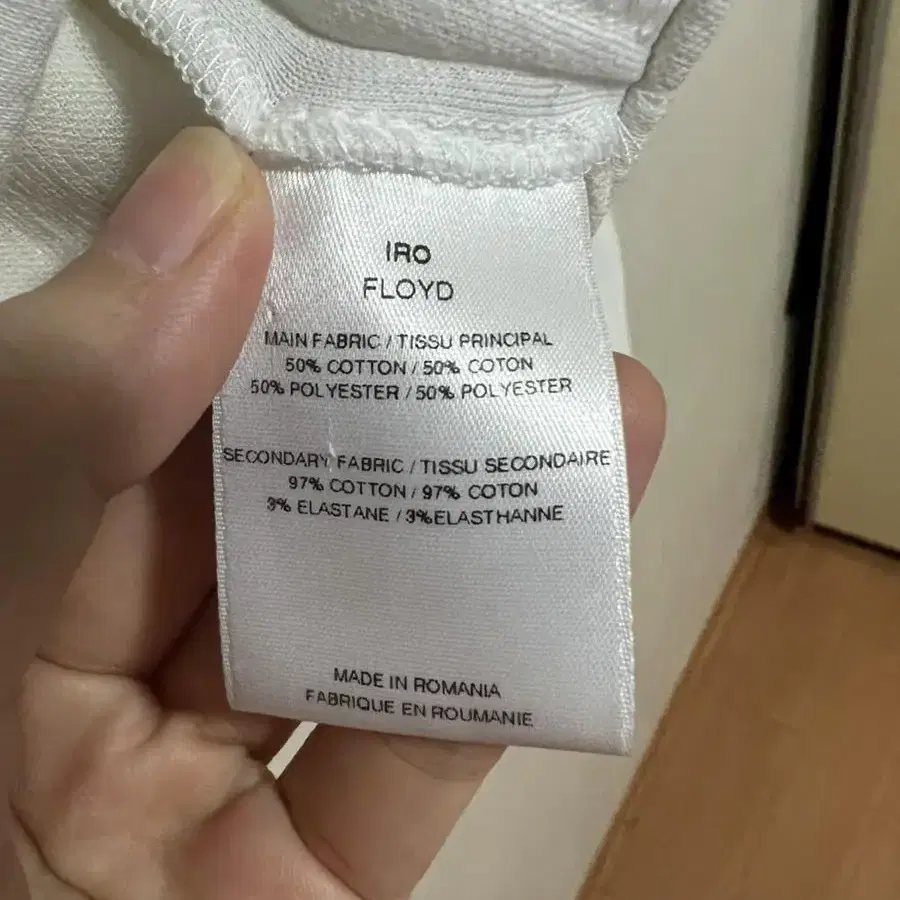 IRO
FLOYD
MAIN FABRIC / TISSU PRINCIPAL
50% COTTON / 50% COTON
50% POLYESTER / 50% POLYESTER
SECONDARY FABRIC / TISSU SECONDAIRE
97% COTTON / 97% COTON
3% ELASTANE / 3%ELASTHANNE
MADE IN ROMANIA
FABRIQUE EN ROUMANIE